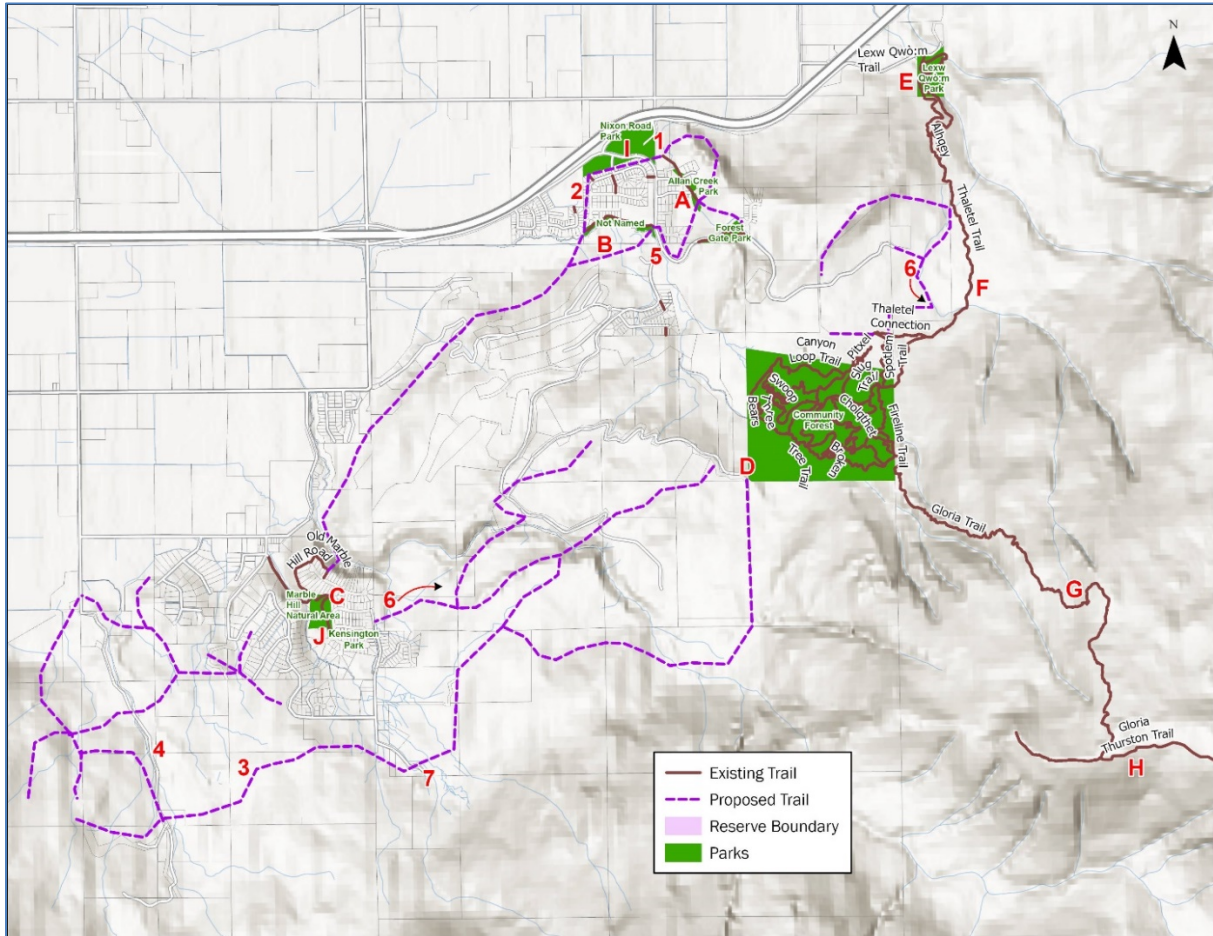 N
Lexw Qwò:m
Trail
E
Lexw
Qwò:m
Park
Alhqey
Thaletel Trail
Nixon Road
Park
1
I
2
Allan Creek
Park
A
Not Named
B
5
Forest
Gate Park
6
F
Thaletel
Connection
Canyon
Loop Trail
Pitxel
Slug
Trail
Spotlem
Trail
Swoop
Three
Bears
Community
Forest
Cholqthet
Fireline Trail
Broken
Tree Trail
D
Gloria Trail
G
Old Marble
Hill Road
C
6
Marble
Hill
Natural Area
J
Kensington
Park
4
3
7
Gloria
Thurston Trail
H
Existing Trail
Proposed Trail
Reserve Boundary
Parks